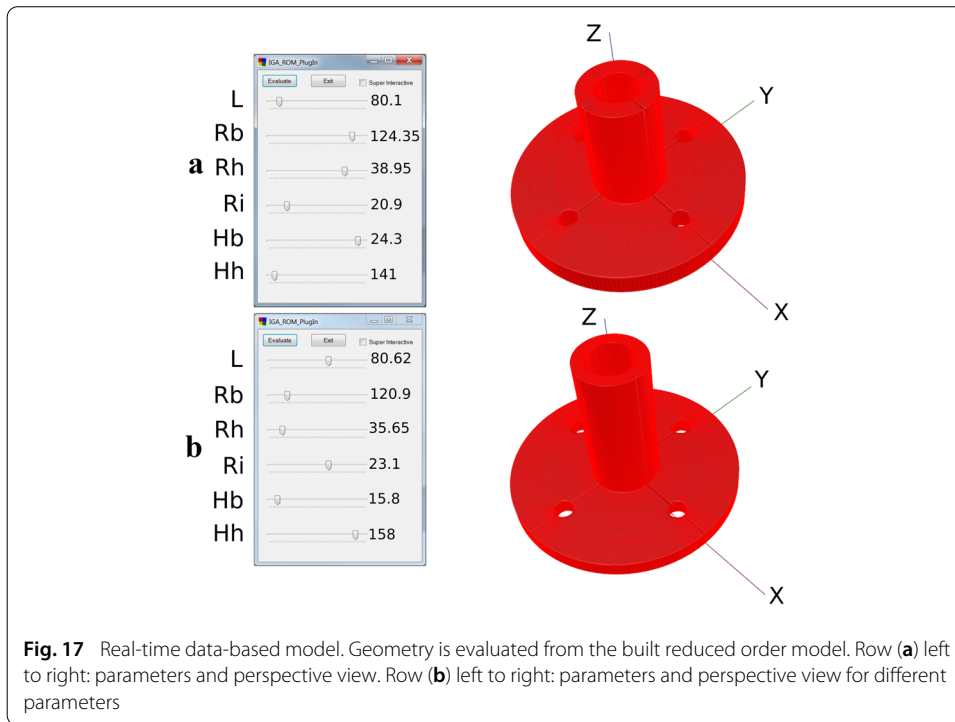 IGA_ROM_PlugIn
Evaluate Exit Super Interactive
L 80.1
Rb 124.35
a Rh 38.95
Ri 20.9
Hb 24.3
Hh 141
Z
Y
X
IGA_ROM_PlugIn
Evaluate Exit Super Interactive
L 80.62
Rb 120.9
Rh 35.65
b Ri 23.1
Hb 15.8
Hh 158
Z
Y
X
Fig. 17 Real-time data-based model. Geometry is evaluated from the built reduced order model. Row (a) left
to right: parameters and perspective view. Row (b) left to right: parameters and perspective view for different
parameters